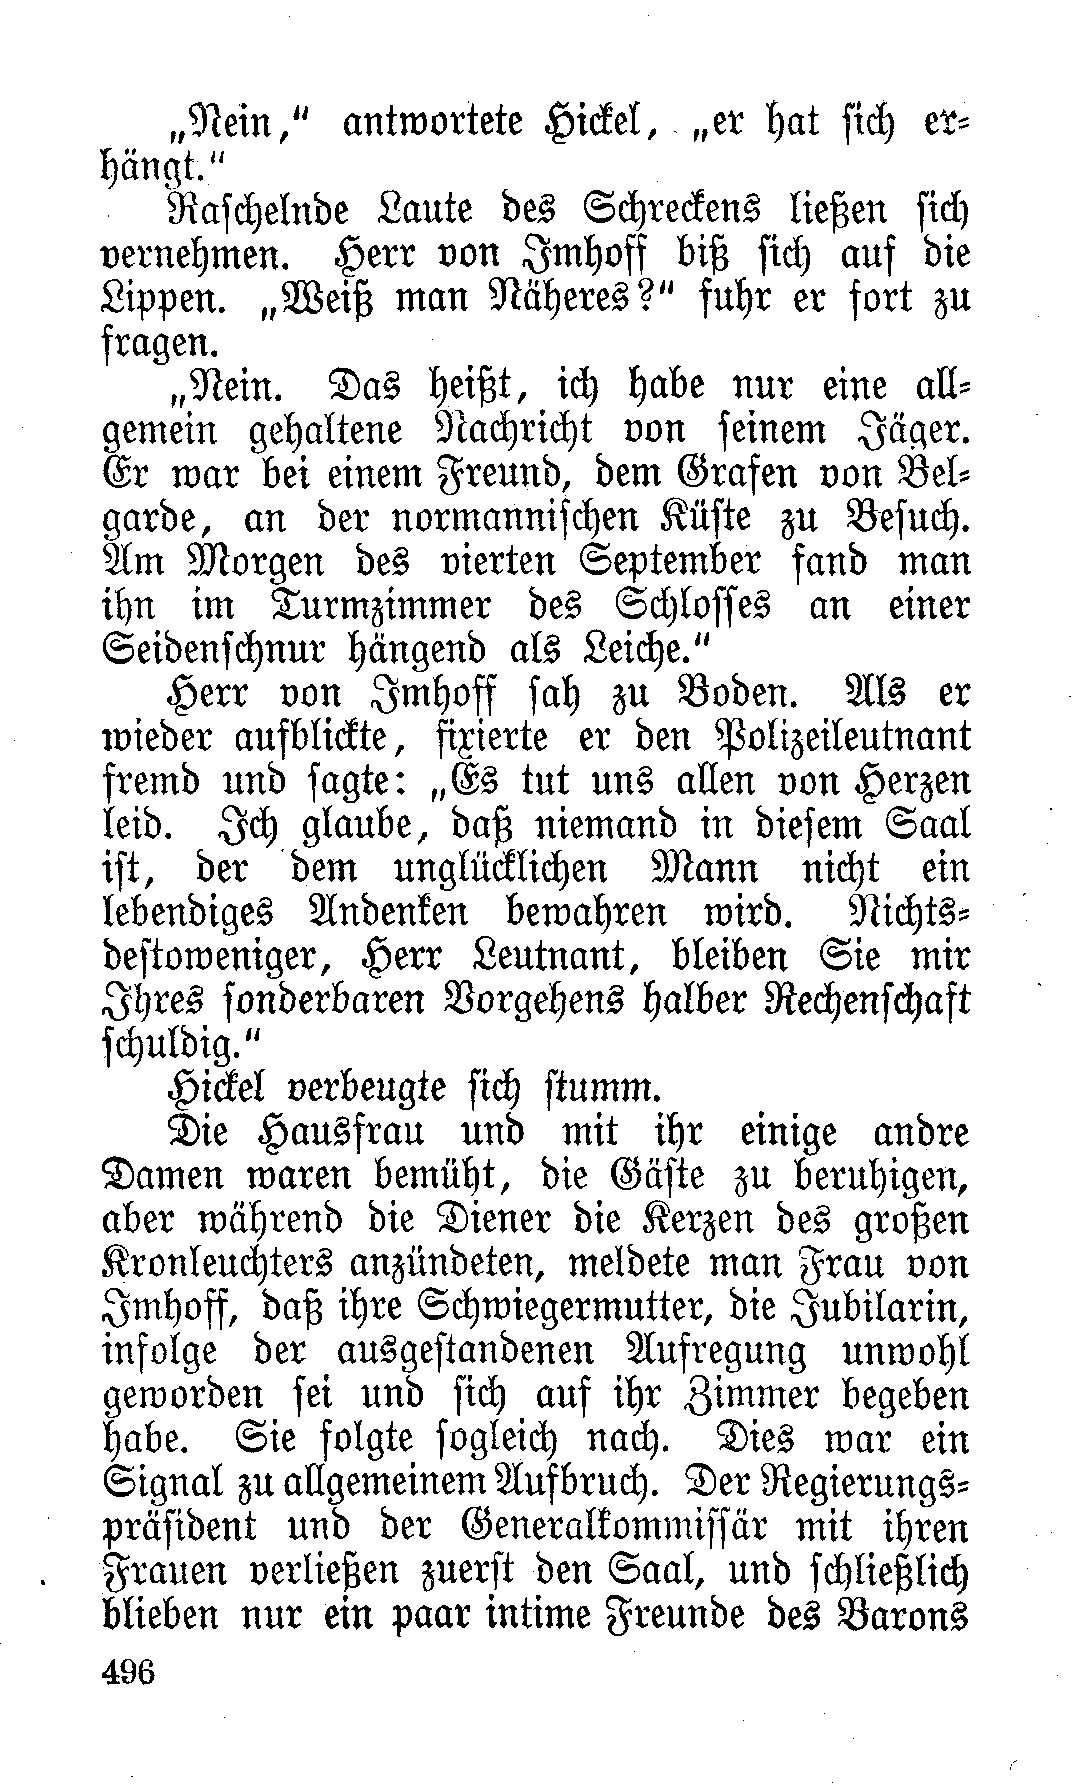 „Nein,“ antwortete Hickel, „er hat sich er-
hängt.“
Raschelnde Laute des Schreckens ließen sich
vernehmen. Herr von Imhoff biß sich auf die
Lippen. „Weiß man Näheres?“ fuhr er fort zu
fragen.
„Nein. Das heißt, ich habe nur eine all-
gemein gehaltene Nachricht von seinem Jäger.
Er war bei einem Freund, dem Grafen von Bel-
garde, an der normannischen Küste zu Besuch.
Am Morgen des vierten September fand man
ihn im Turmzimmer des Schlosses an einer
Seidenschnur hängend als Leiche.“
Herr von Imhoff sah zu Boden. Als er
wieder aufblickte, fixierte er den Polizeileutnant
fremd und sagte: „Es tut uns allen von Herzen
leid. Ich glaube, daß niemand in diesem Saal
ist, der dem unglücklichen Mann nicht ein
lebendiges Andenken bewahren wird. Nichts-
destoweniger, Herr Leutnant, bleiben Sie mir
Ihres sonderbaren Vorgehens halber Rechenschaft
schuldig.“
Hickel verbeugte sich stumm.
Die Hausfrau und mit ihr einige andre
Damen waren bemüht, die Gäste zu beruhigen,
aber während die Diener die Kerzen des großen
Kronleuchters anzündeten, meldete man Frau von
Imhoff, daß ihre Schwiegermutter, die Jubilarin,
infolge der ausgestandenen Aufregung unwohl
geworden sei und sich auf ihr Zimmer begeben
habe. Sie folgte sogleich nach. Dies war ein
Signal zu allgemeinem Aufbruch. Der Regierungs-
präsident und der Generalkommissär mit ihren
Frauen verließen zuerst den Saal, und schließlich
blieben nur ein paar intime Freunde des Barons
496